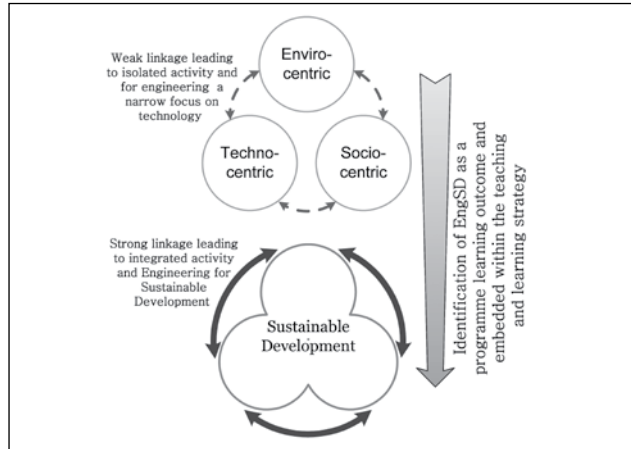 Weak linkage leading
to isolated activity and
for engineering a
narrow focus on
technology
Enviro-
centric
Techno-
centric
Socio-
centric
Strong linkage leading
to integrated activity
and Engineering for
Sustainable
Development
Sustainable
Development
Identification of EngSD as a
programme learning outcome and
embedded within the teaching
and learning strategy